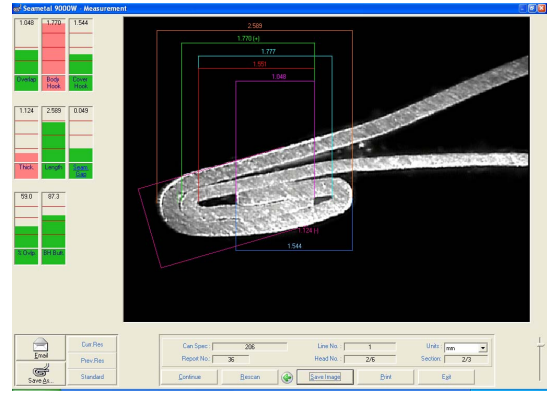 Seametal 9000W - Measurement
1.048 1.770 1.544
Overlap Body Hook Cover Hook
1.124 2.589 0.049
Thick. Length Seam Gap
59.0 87.3
% Ovlp. BH Butt.
2.589
1.770 (+)
1.777
1.551
1.048
1.124 (-)
1.544
Email
Save As..
Curr.Res
Prev.Res
Standard
Can Spec: 206 Line No. 1 Units mm
Report No.: 36 Head No. 2/6 Section: 2/3
Continue Rescan Save Image Print Exit